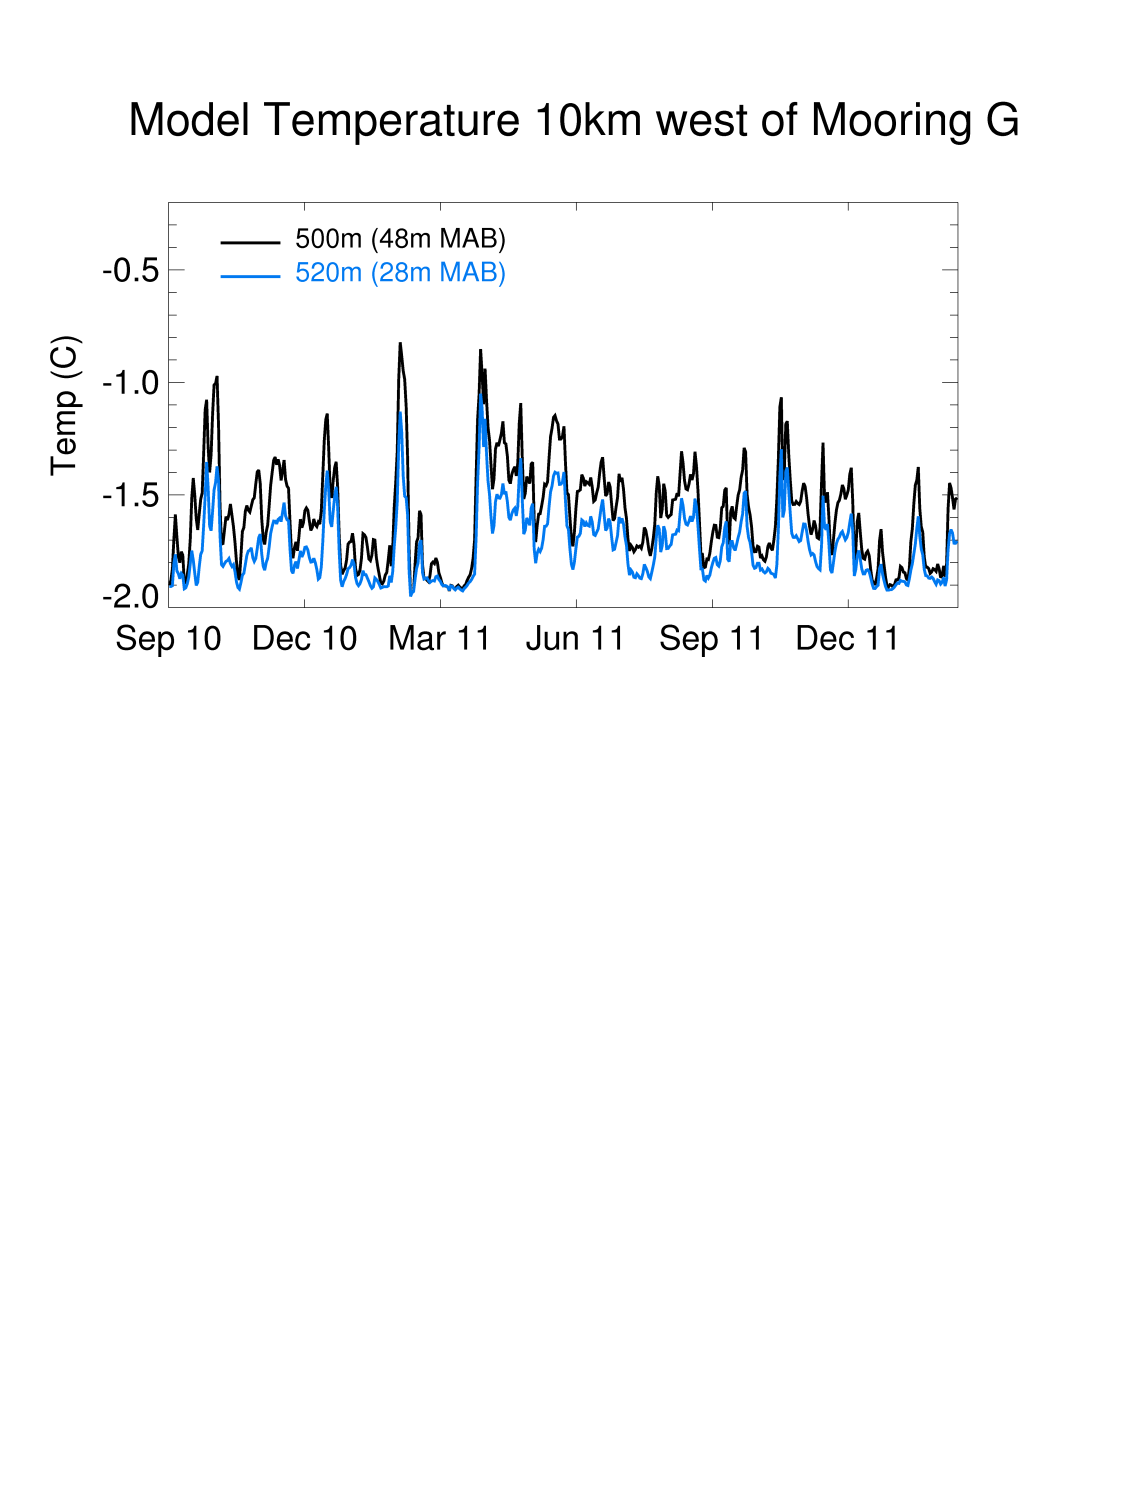 Model Temperature 10km west of Mooring G
500m (48m MAB)
520m (28m MAB)
Temp (C)
-0.5
-1.0
-1.5
-2.0
Sep 10 Dec 10 Mar 11 Jun 11 Sep 11 Dec 11